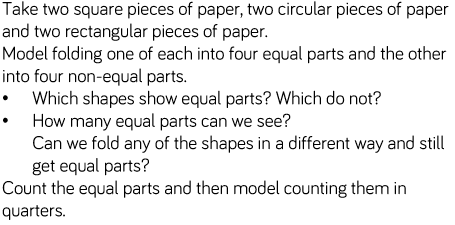 Take two square pieces of paper, two circular pieces of paper
and two rectangular pieces of paper.
Model folding one of each into four equal parts and the other
into four non-equal parts.
• Which shapes show equal parts? Which do not?
• How many equal parts can we see?
Can we fold any of the shapes in a different way and still
get equal parts?
Count the equal parts and then model counting them in
quarters.